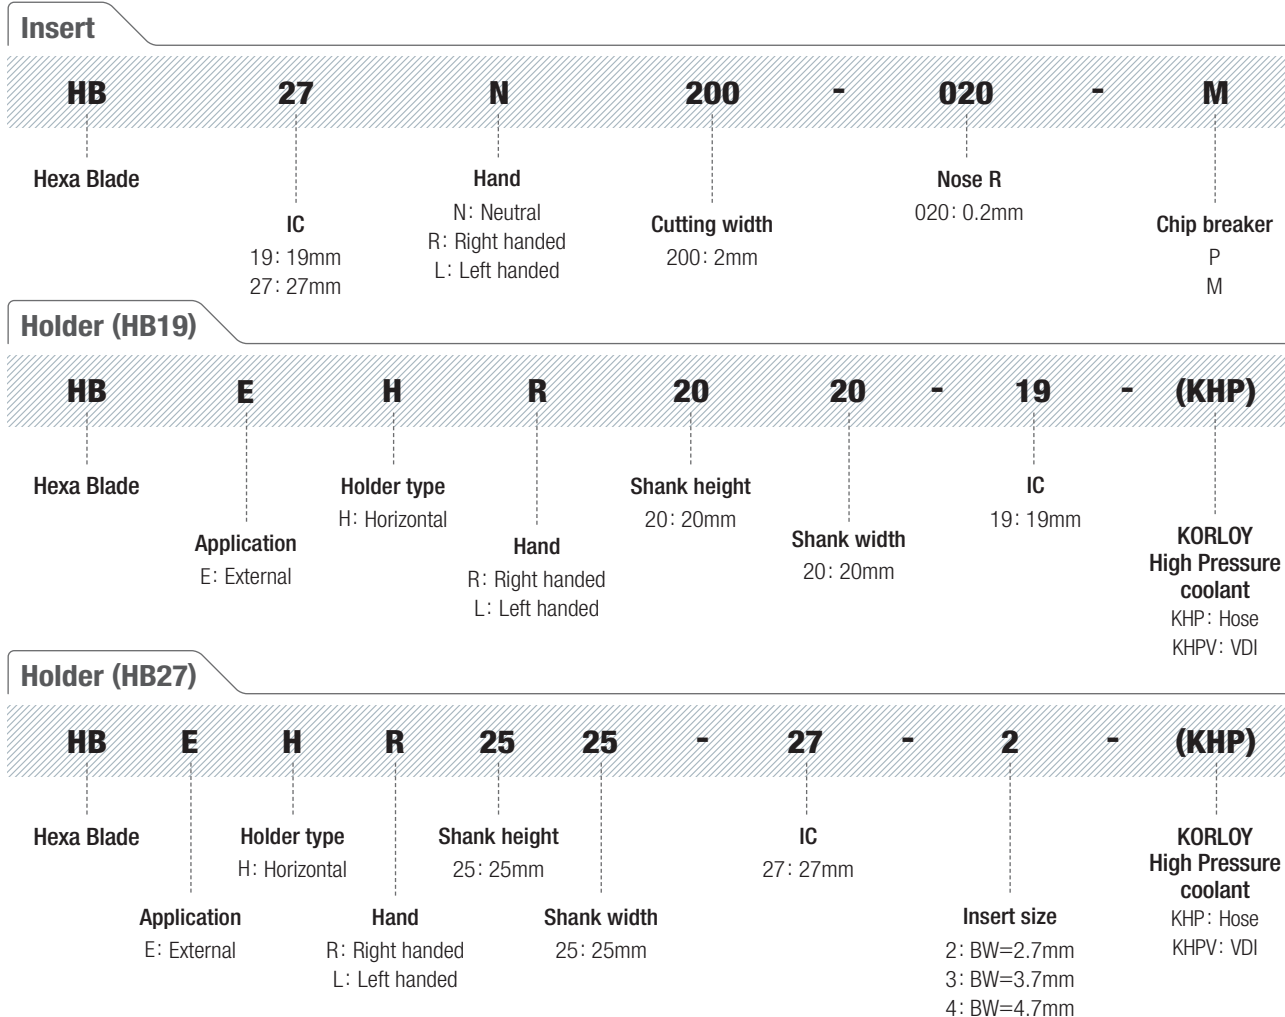 Insert
HB 27 N 200 - 020 - M
Hexa Blade
IC
19: 19mm
27: 27mm
Hand
N: Neutral
R: Right handed
L: Left handed
Cutting width
200: 2mm
Nose R
020: 0.2mm
Chip breaker
P
M
Holder (HB19)
HB E H R 20 20 - 19 - (KHP)
Hexa Blade
Application
E: External
Holder type
H: Horizontal
Hand
R: Right handed
L: Left handed
Shank height
20: 20mm
Shank width
20: 20mm
IC
19: 19mm
KORLOY
High Pressure
coolant
KHP: Hose
KHPV: VDI
Holder (HB27)
HB E H R 25 25 - 27 - 2 - (KHP)
Hexa Blade
Application
E: External
Holder type
H: Horizontal
Hand
R: Right handed
L: Left handed
Shank height
25: 25mm
Shank width
25: 25mm
IC
27: 27mm
Insert size
2: BW=2.7mm
3: BW=3.7mm
4: BW=4.7mm
KORLOY
High Pressure
coolant
KHP: Hose
KHPV: VDI